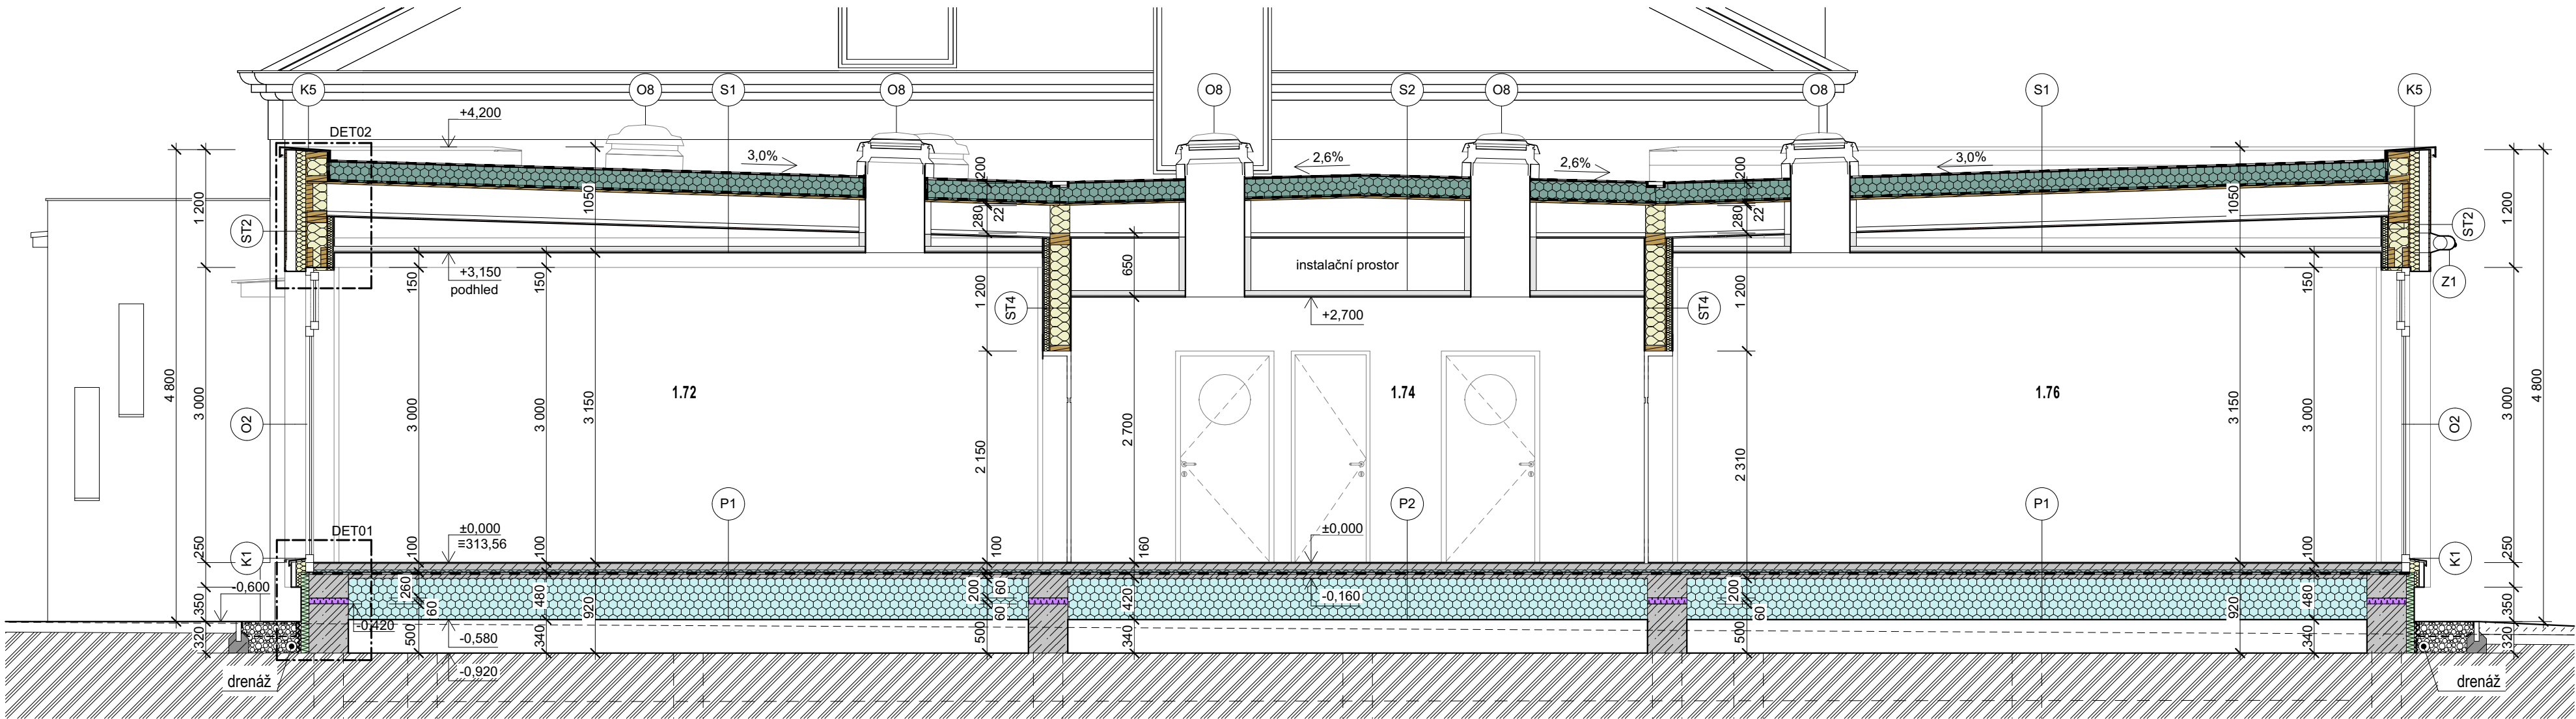 K5
O8
S1
O8
O8
S2
O8
O8
S1
K5
+4,200
DET02
3,0%
2,6%
2,6%
3,0%
200
200
1050
1050
1 200
1 200
ST2
ST2
280
22
280
22
Z1
+3,150
podhled
150
150
650
instalační prostor
150
1 200
1 200
ST4
ST4
+2,700
4 800
3 000
O2
3 000
3 000
3 150
1.72
2 150
2 700
1.74
2 310
1.76
3 150
3 000
O2
3 000
4 800
P1
P2
P1
DET01
±0,000
≡313,56
±0,000
250
K1
100
100
100
160
100
K1
250
-0,600
350
260
60
480
920
200
60
60
420
-0,160
200
60
920
480
350
-0,420
320
500
-0,580
340
500
340
500
340
320
-0,920
drenáž
drenáž